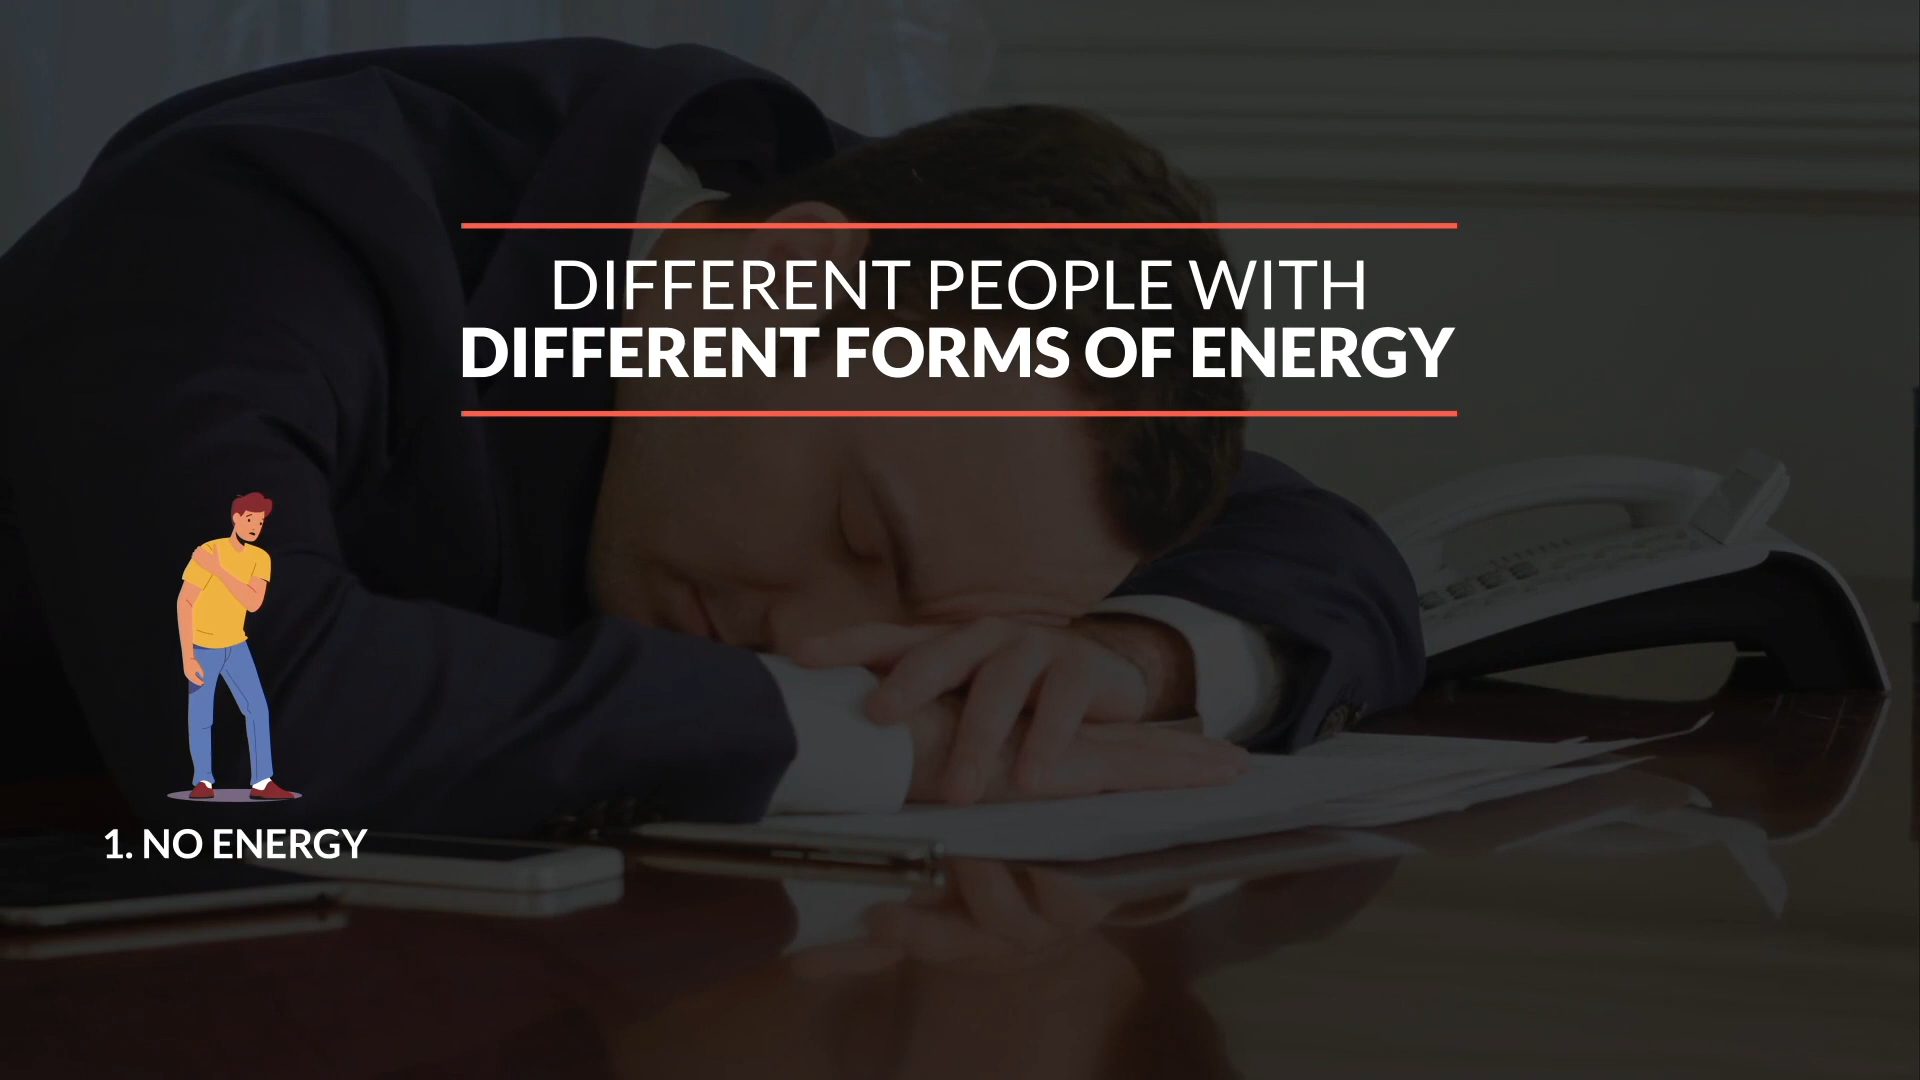 DIFFERENT PEOPLE WITH
DIFFERENT FORMS OF ENERGY
1. NO ENERGY